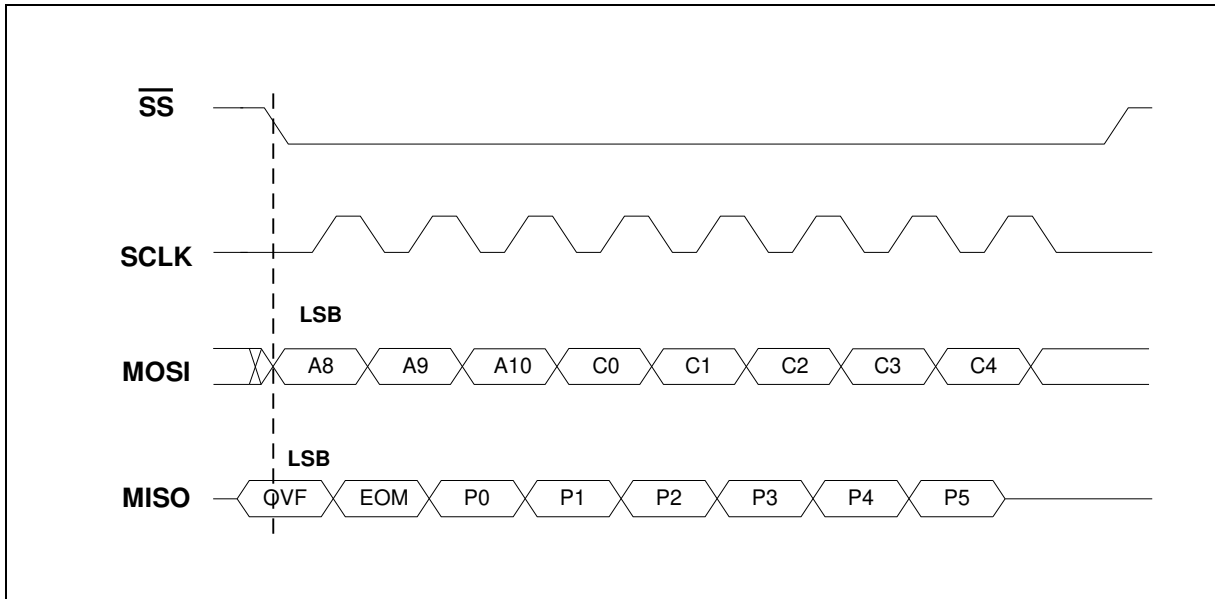 SS
SCLK
LSB
MOSI A8 A9 A10 C0 C1 C2 C3 C4
LSB
MISO OVF EOM P0 P1 P2 P3 P4 P5